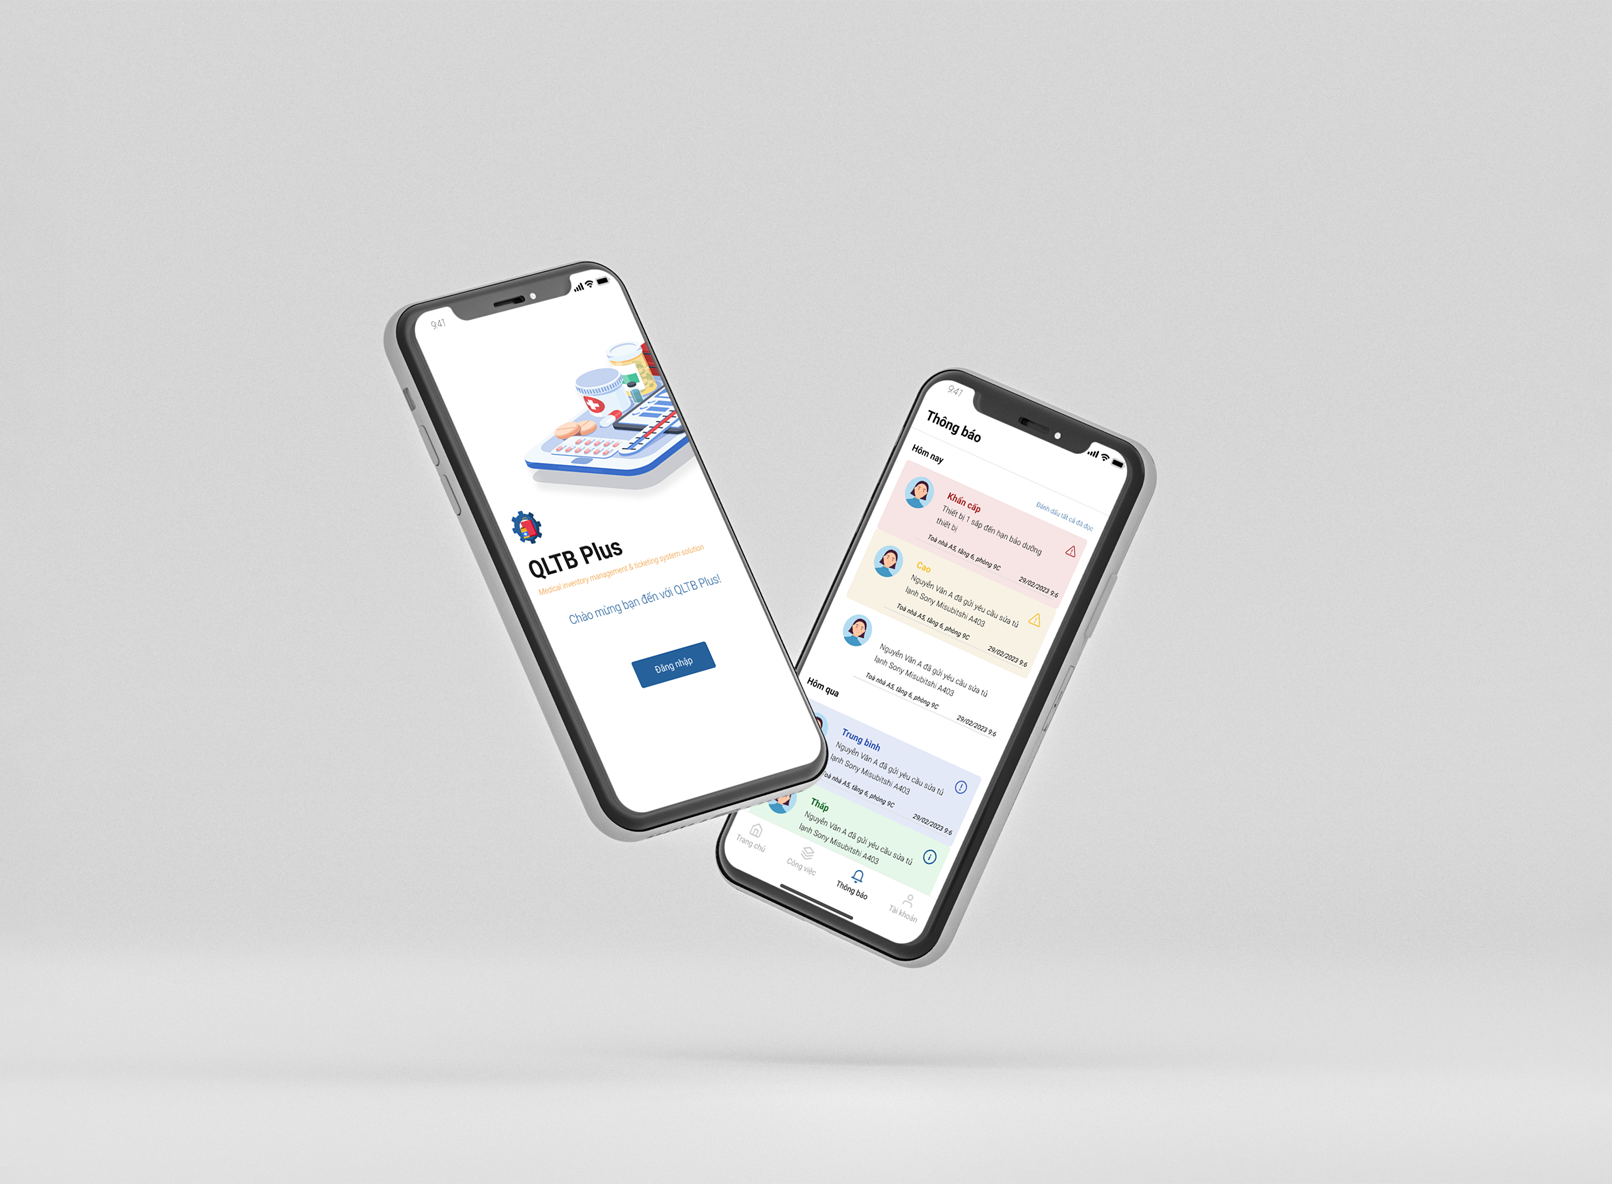 9:41
QLTB Plus
Medical inventory management & ticketing system solution
Chào mừng bạn đến với QLTB Plus!
Đăng nhập
9:41
Thông báo
Hôm nay
Đánh dấu tất cả đã đọc
Khẩn cấp
Thiết bị 1 sắp đến hạn bảo dưỡng
thiết bị
Toà nhà A5, tầng 6, phòng 9C
29/02/2023 9:6
Cao
Nguyễn Văn A đã gửi yêu cầu sửa tủ
lạnh Sony Misubitshi A403
Toà nhà A5, tầng 6, phòng 9C
29/02/2023 9:6
Nguyễn Văn A đã gửi yêu cầu sửa tủ
lạnh Sony Misubitshi A403
Toà nhà A5, tầng 6, phòng 9C
29/02/2023 9:6
Hôm qua
Trung bình
Nguyễn Văn A đã gửi yêu cầu sửa tủ
lạnh Sony Misubitshi A403
nhà A5, tầng 6, phòng 9C
29/02/2023 9:6
Thấp
Nguyễn Văn A đã gửi yêu cầu sửa tủ
lạnh Sony Misubitshi A403
Trang chủ
Công việc
Thông báo
Tài khoản